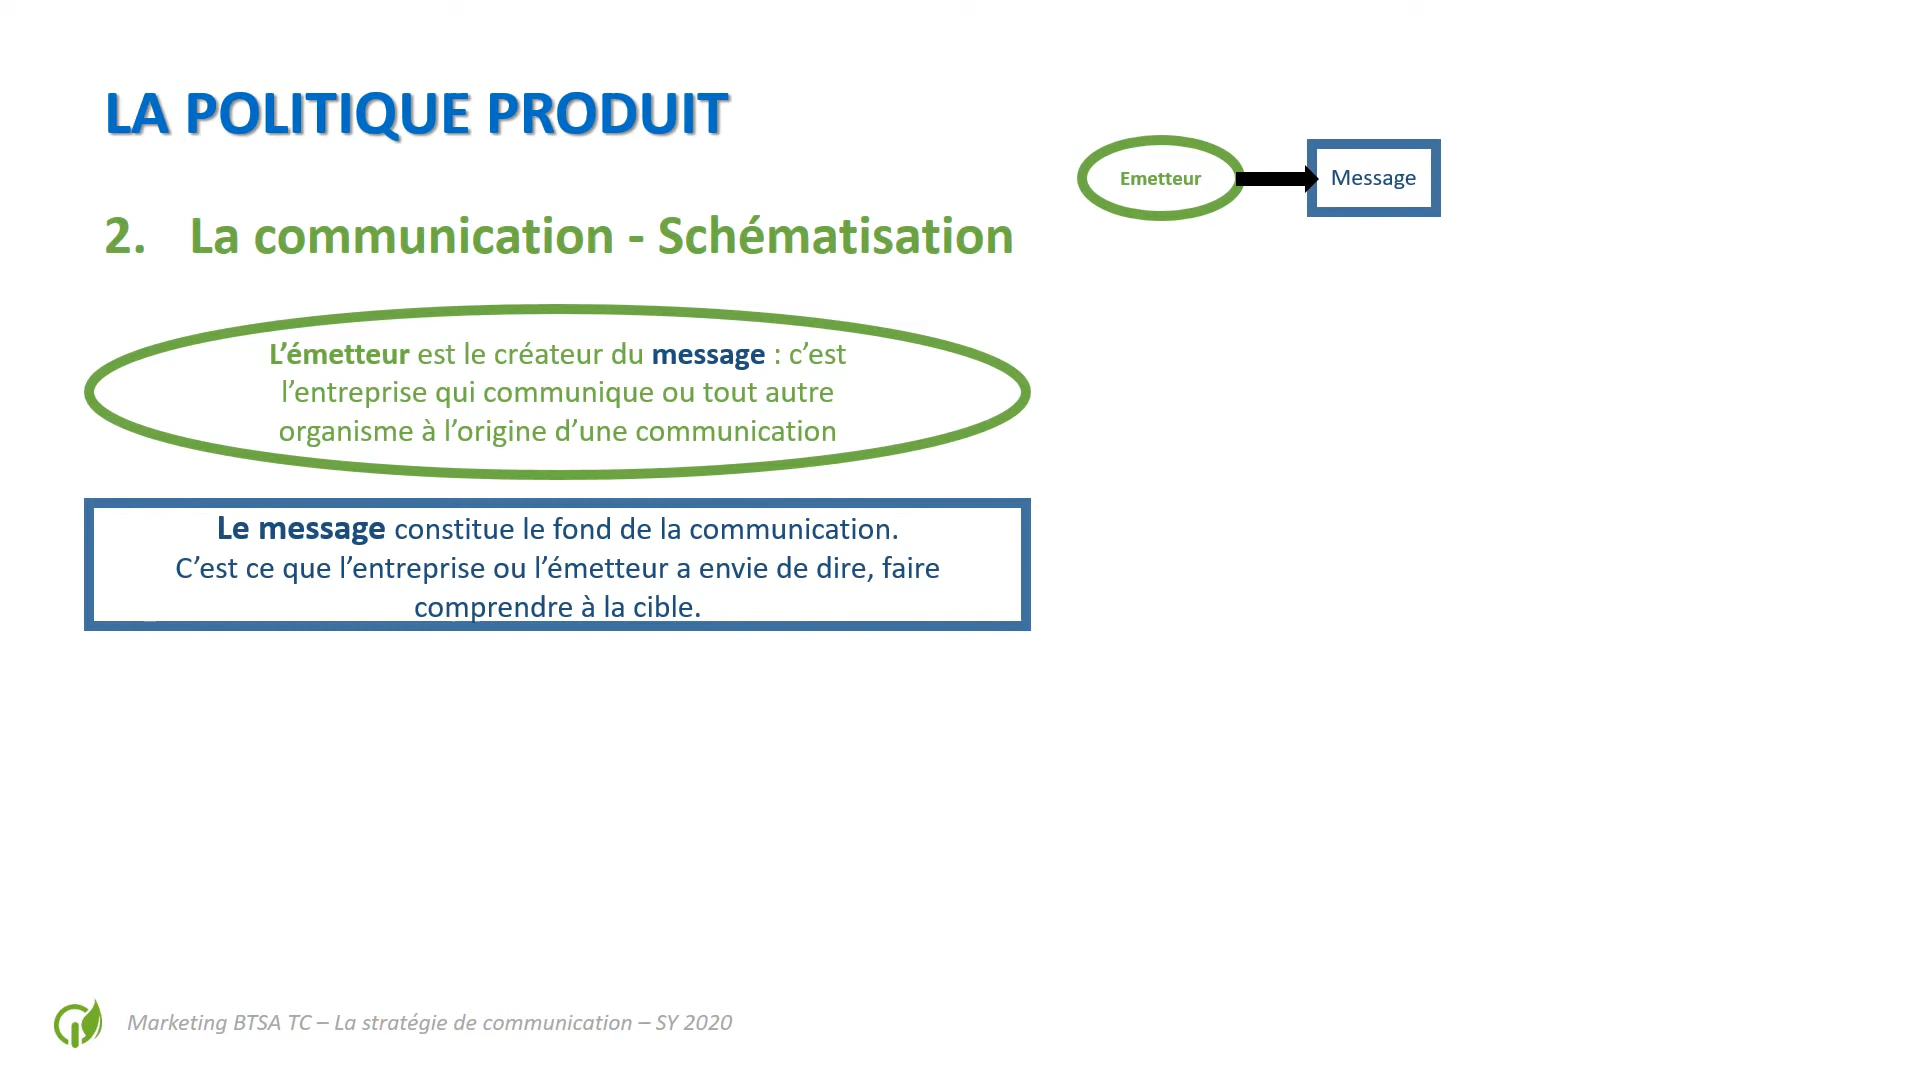 LA POLITIQUE PRODUIT
Emetteur
Message
2. La communication - Schématisation
L’émetteur est le créateur du message : c’est
l’entreprise qui communique ou tout autre
organisme à l’origine d’une communication
Le message constitue le fond de la communication.
C’est ce que l’entreprise ou l’émetteur a envie de dire, faire
comprendre à la cible.
Marketing BTSA TC – La stratégie de communication – SY 2020